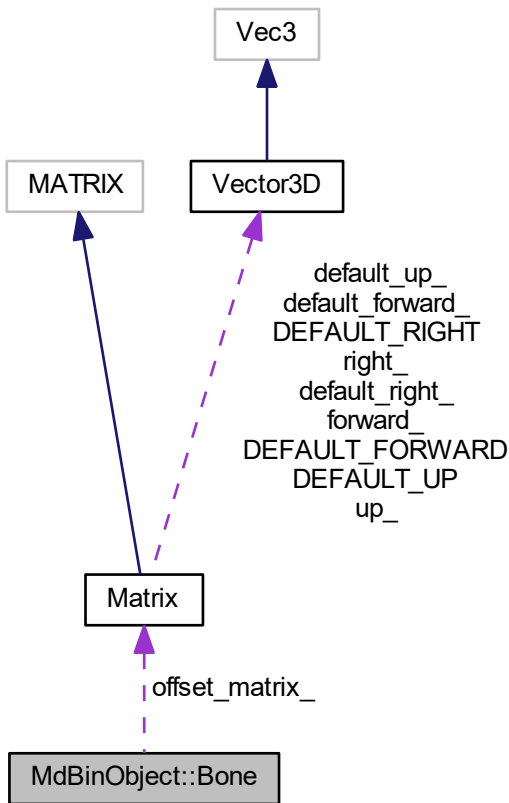 Vec3
MATRIX
Vector3D
default_up_
default_forward_
DEFAULT_RIGHT
right_
default_right_
forward_
DEFAULT_FORWARD
DEFAULT_UP
up_
Matrix
offset_matrix_
MdBinObject::Bone